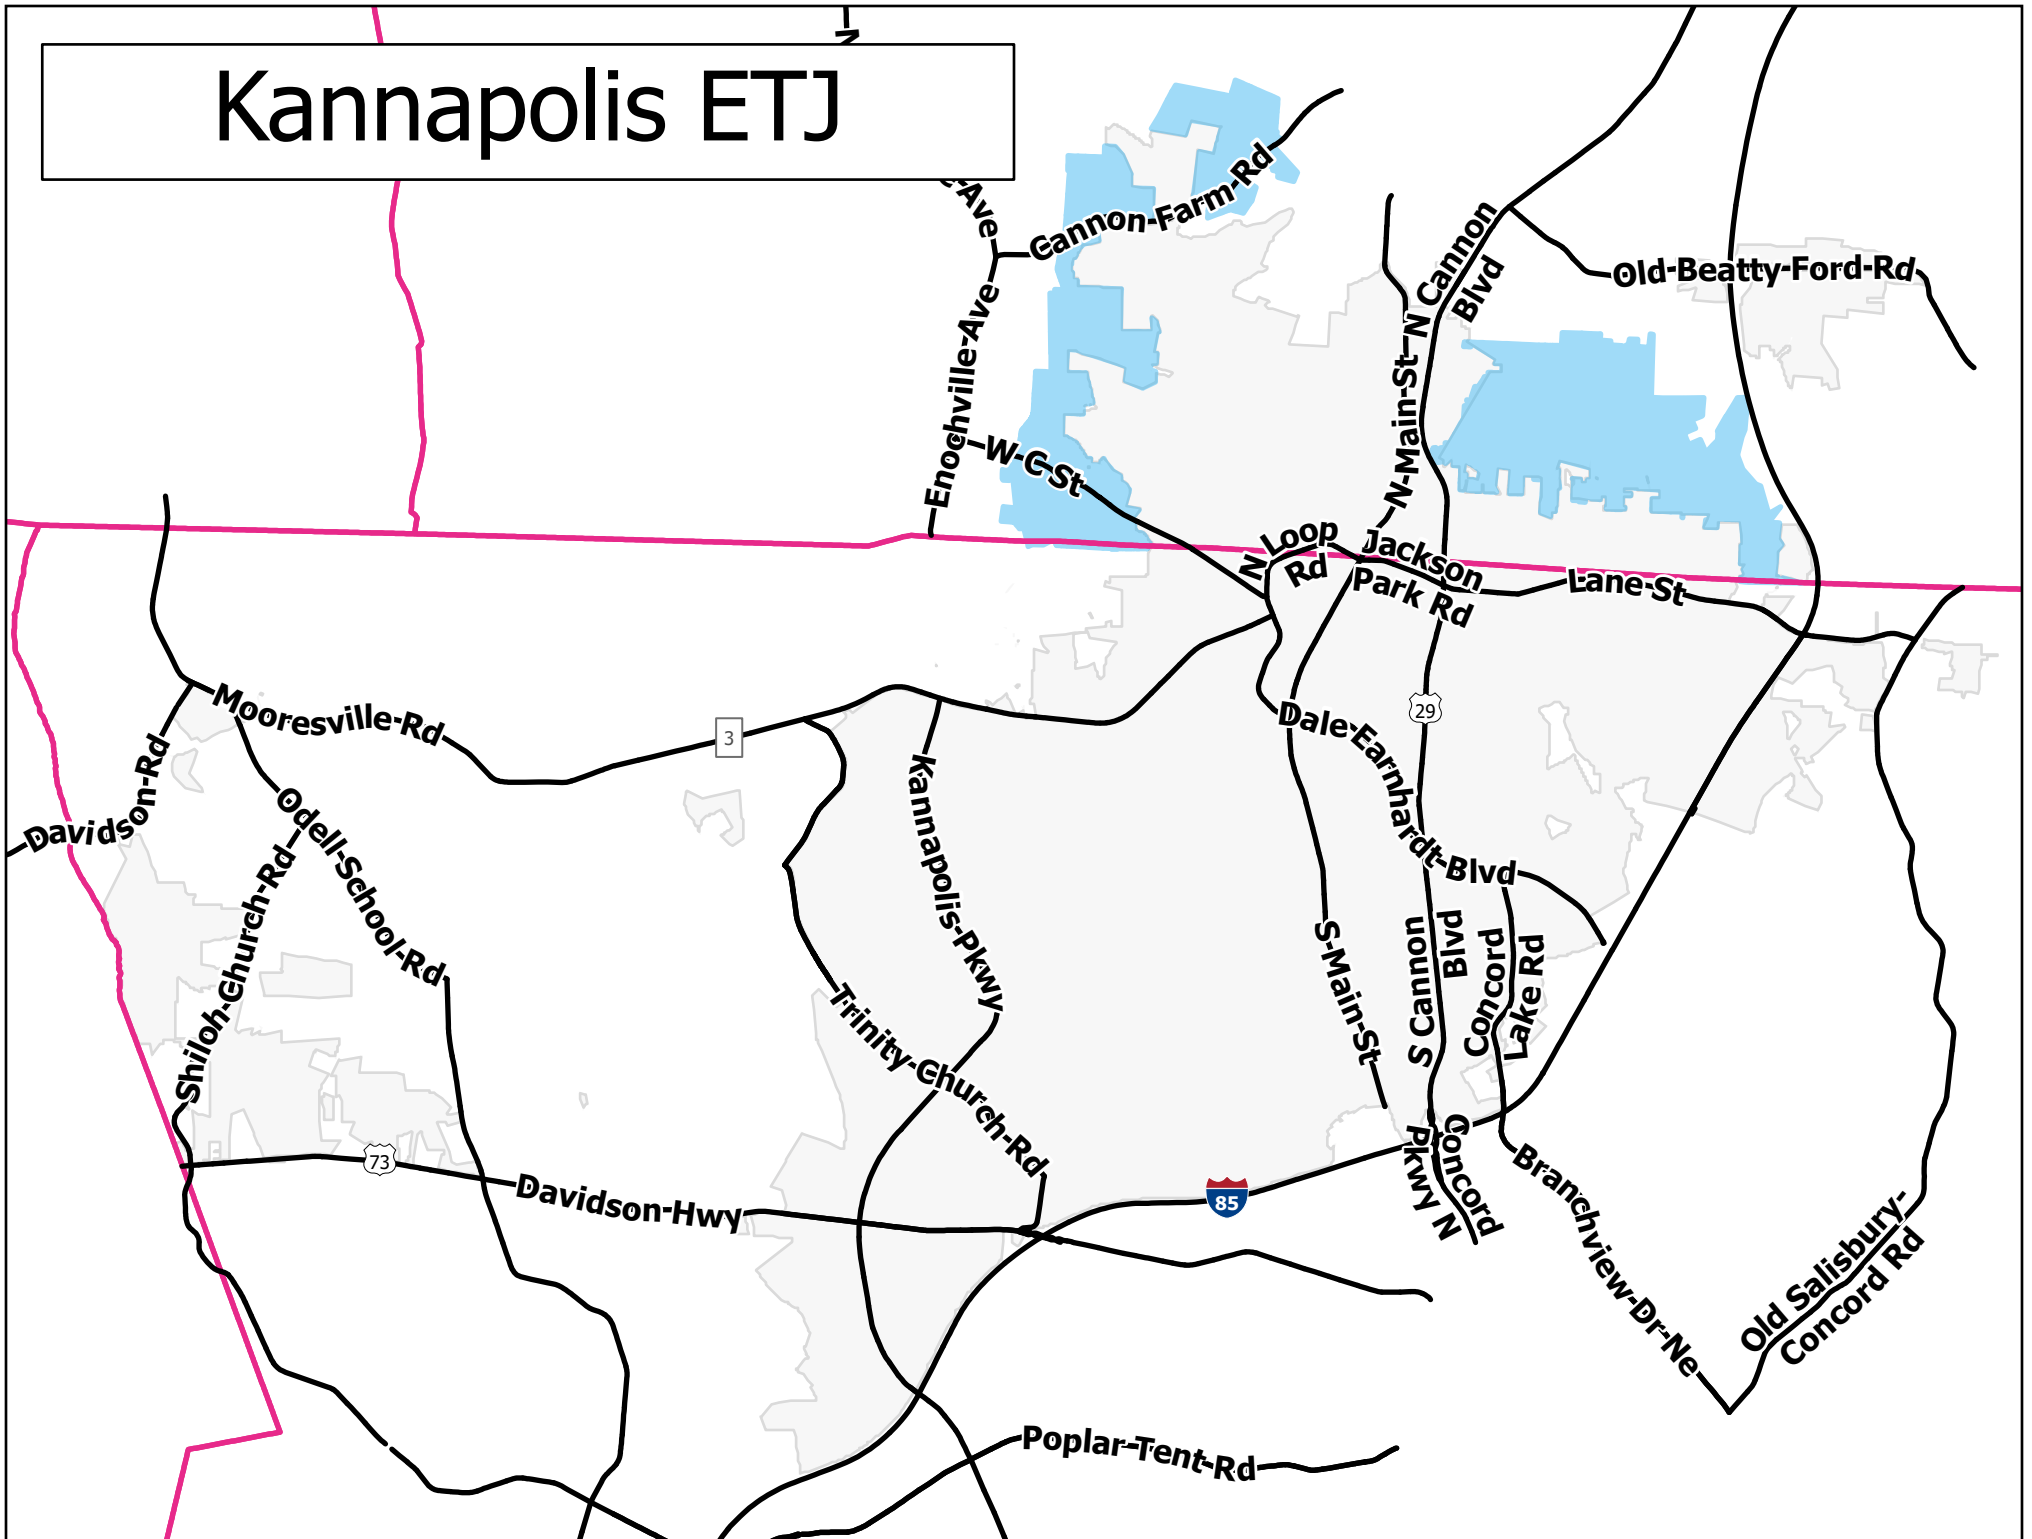 Kannapolis ETJ
Ave
Cannon Farm Rd
N Cannon
Blvd
Old Beatty Ford Rd
Enochville Ave
N Main St
W C St
N Loop
Rd
Jackson
Park Rd
Lane St
Mooresville Rd
3
29
Dale Earnhardt Blvd
Davidson Rd
Odell School Rd
Kannapolis Pkwy
Shiloh Church Rd
S Main St
S Cannon
Blvd
Concord
Lake Rd
Trinity Church Rd
73
Davidson Hwy
85
Concord
Pkwy N
Branchview Dr Ne
Old Salisbury-
Concord Rd
Poplar Tent Rd